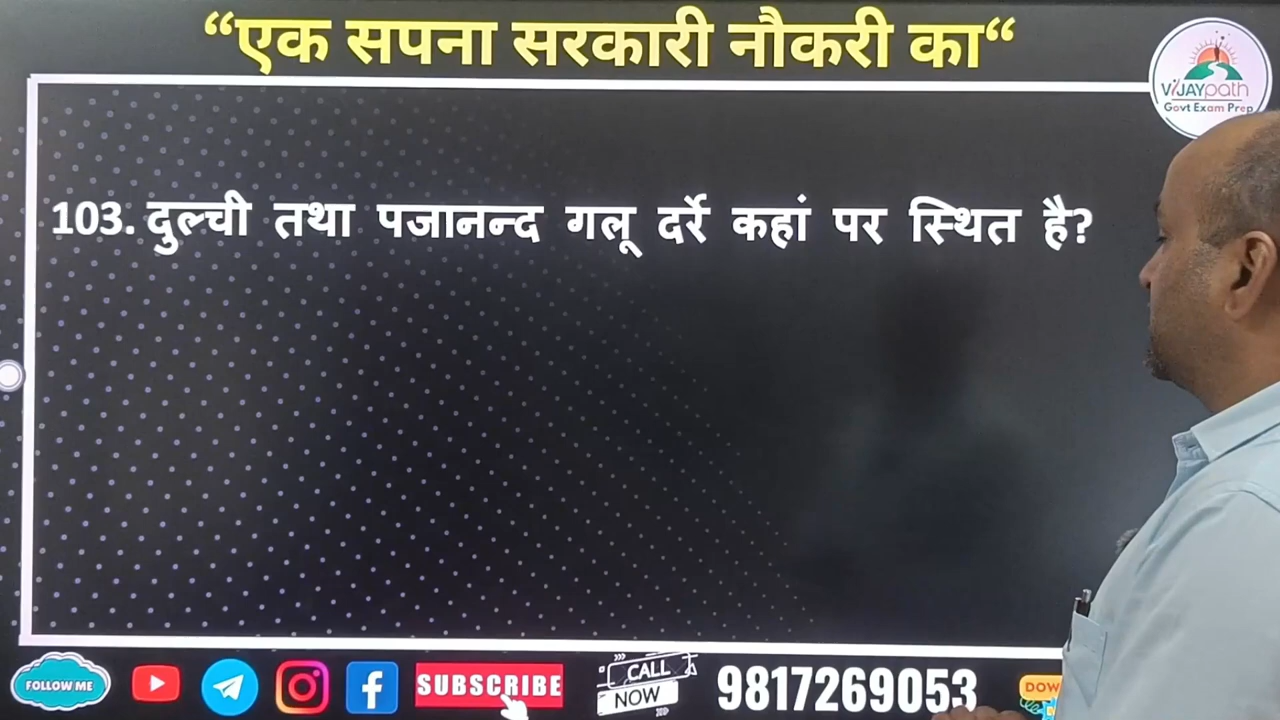 “एक सपना सरकारी नौकरी का“
VIJAYpath
Govt Exam Prep
103. दुल्ची तथा पजानन्द गलू दर्रे कहां पर स्थित है?
FOLLOW ME
SUBSCRIBE
CALL
NOW
9817269053